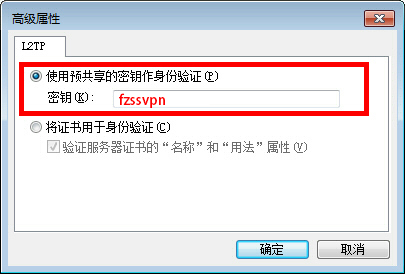 高级属性
L2TP
使用预共享的密钥作身份验证(P)
密钥(K): fzssvpn
将证书用于身份验证(C)
验证服务器证书的“名称”和“用法”属性(V)
确定 取消